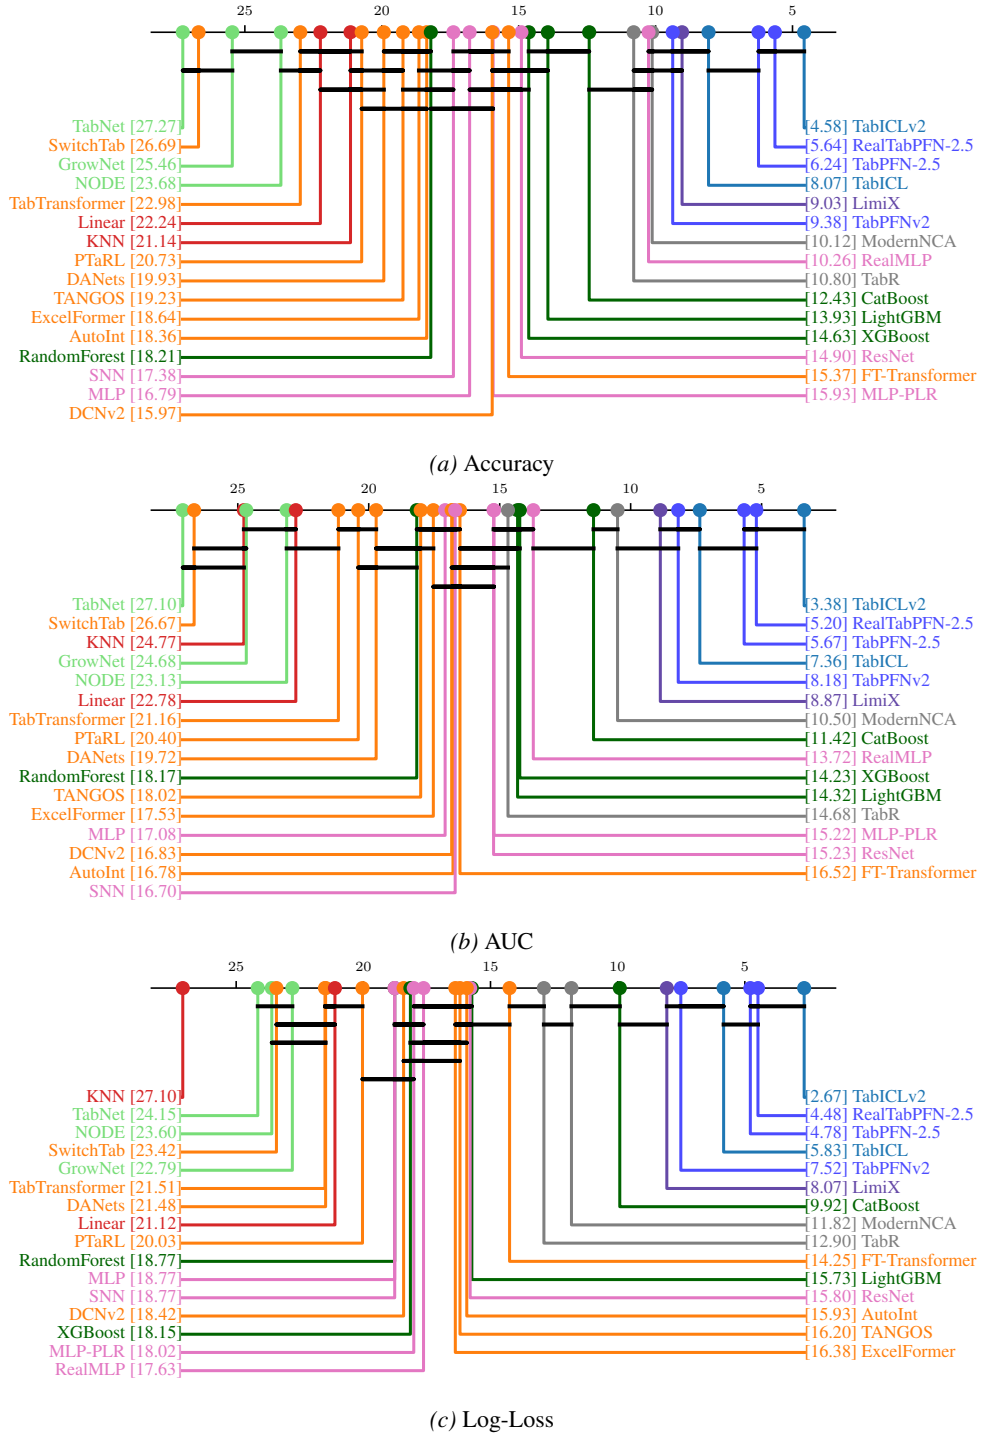 25 20 15 10 5
TabNet [27.27] [4.58] TabICLv2
SwitchTab [26.69] [5.64] RealTabPFN-2.5
GrowNet [25.46] [6.24] TabPFN-2.5
NODE [23.68] [8.07] TabICL
TabTransformer [22.98] [9.03] LimiX
Linear [22.24] [9.38] TabPFNv2
KNN [21.14] [10.12] ModernNCA
PTaRL [20.73] [10.26] RealMLP
DANets [19.93] [10.80] TabR
TANGOS [19.23] [12.43] CatBoost
ExcelFormer [18.64] [13.93] LightGBM
AutoInt [18.36] [14.63] XGBoost
RandomForest [18.21] [14.90] ResNet
SNN [17.38] [15.37] FT-Transformer
MLP [16.79] [15.93] MLP-PLR
DCNv2 [15.97]
(a) Accuracy
25 20 15 10 5
TabNet [27.10] [3.38] TabICLv2
SwitchTab [26.67] [5.20] RealTabPFN-2.5
KNN [24.77] [5.67] TabPFN-2.5
GrowNet [24.68] [7.36] TabICL
NODE [23.13] [8.18] TabPFNv2
Linear [22.78] [8.87] LimiX
TabTransformer [21.16] [10.50] ModernNCA
PTaRL [20.40] [11.42] CatBoost
DANets [19.72] [13.72] RealMLP
RandomForest [18.17] [14.23] XGBoost
TANGOS [18.02] [14.32] LightGBM
ExcelFormer [17.53] [14.68] TabR
MLP [17.08] [15.22] MLP-PLR
DCNv2 [16.83] [15.23] ResNet
AutoInt [16.78] [16.52] FT-Transformer
SNN [16.70]
(b) AUC
25 20 15 10 5
KNN [27.10] [2.67] TabICLv2
TabNet [24.15] [4.48] RealTabPFN-2.5
NODE [23.60] [4.78] TabPFN-2.5
SwitchTab [23.42] [5.83] TabICL
GrowNet [22.79] [7.52] TabPFNv2
TabTransformer [21.51] [8.07] LimiX
DANets [21.48] [9.92] CatBoost
Linear [21.12] [11.82] ModernNCA
PTaRL [20.03] [12.90] TabR
RandomForest [18.77] [14.25] FT-Transformer
MLP [18.77] [15.73] LightGBM
SNN [18.77] [15.80] ResNet
DCNv2 [18.42] [15.93] AutoInt
XGBoost [18.15] [16.20] TANGOS
MLP-PLR [18.02] [16.38] ExcelFormer
RealMLP [17.63]
(c) Log-Loss